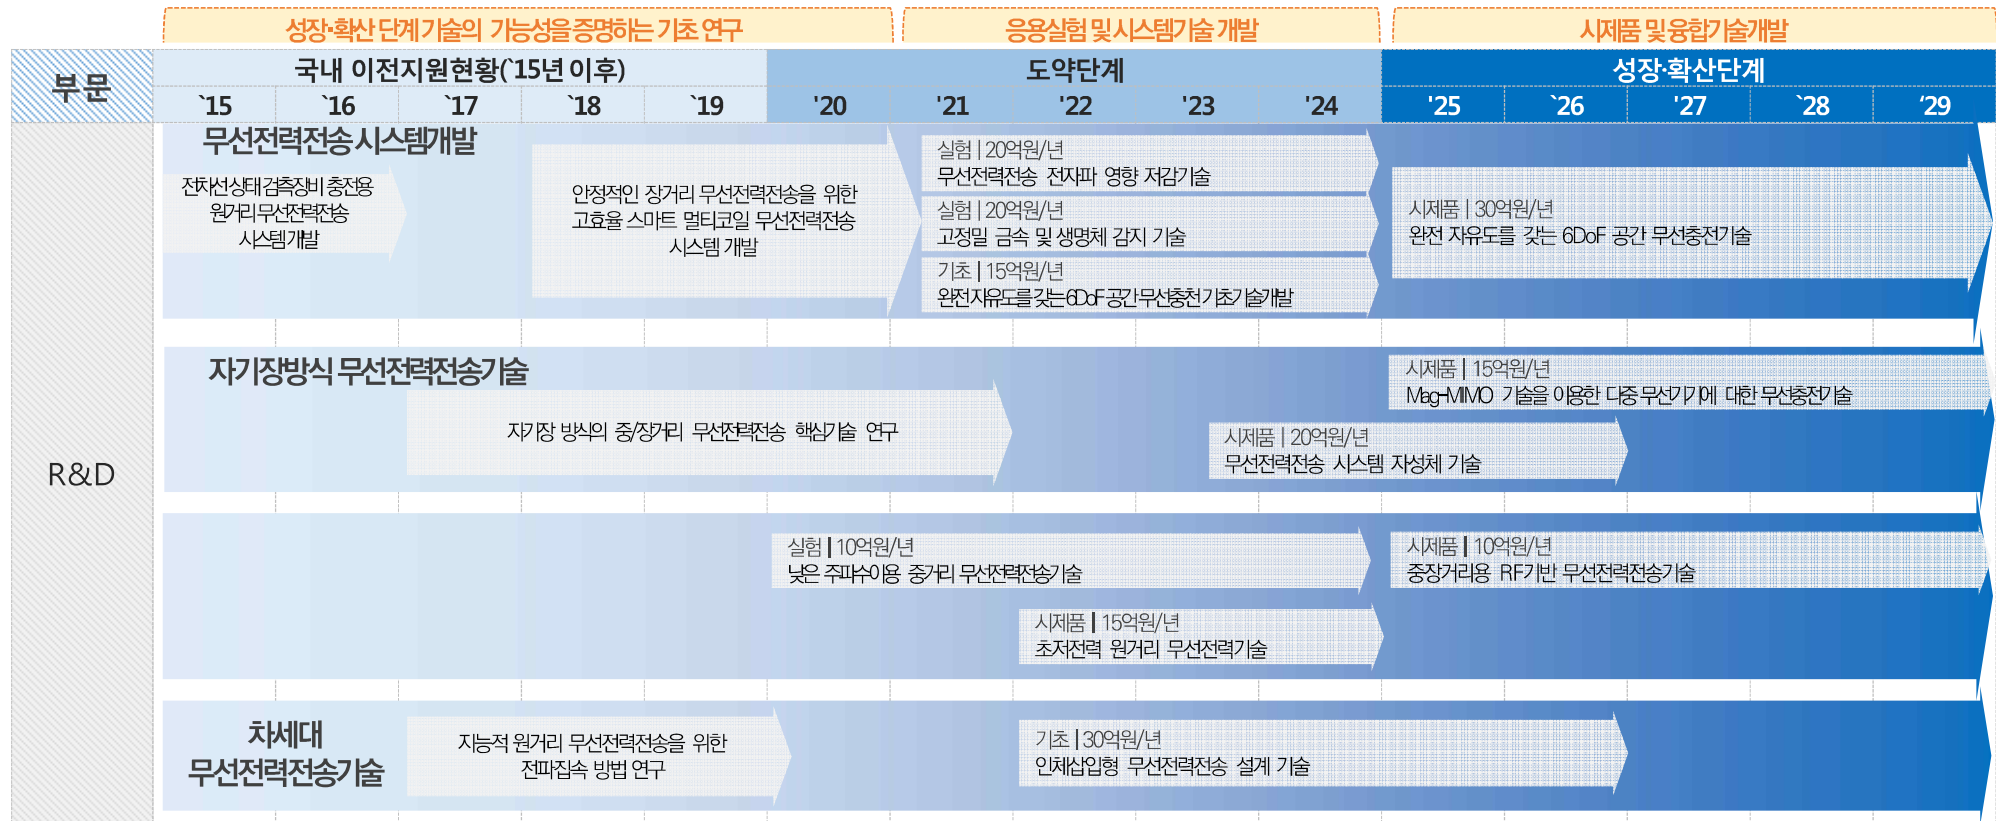 성장·확산 단계 기술의 가능성을 증명하는 기초 연구
응용실험 및 시스템기술 개발
시제품 및 융합기술개발
부문
국내 이전지원현황(`15년 이후)
도약단계
성장·확산단계
`15
`16
'17
`18
`19
'20
'21
'22
'23
'24
'25
`26
'27
`28
‘29
R&D
무선전력전송 시스템개발
전차선 상태 검측장비 충전용
원거리 무선전력전송
시스템 개발
안정적인 장거리 무선전력전송을 위한
고효율 스마트 멀티코일 무선전력전송
시스템 개발
실험 | 20억원/년
무선전력전송 전자파 영향 저감기술
실험 | 20억원/년
고정밀 금속 및 생명체 감지 기술
기초 | 15억원/년
완전 자유도를 갖는 6DoF 공간 무선충천 기초기술개발
시제품 | 30억원/년
완전 자유도를 갖는 6DoF 공간 무선충전기술
자기장방식 무선전력전송기술
자기장 방식의 중/장거리 무선전력전송 핵심기술 연구
시제품 | 15억원/년
Mag-MIMO 기술을 이용한 다중 무선기기에 대한 무선충전기술
시제품 | 20억원/년
무선전력전송 시스템 자성체 기술
실험 | 10억원/년
낮은 주파수이용 중거리 무선전력전송기술
시제품 | 10억원/년
중장거리용 RF기반 무선전력전송기술
시제품 | 15억원/년
초저전력 원거리 무선전력기술
차세대
무선전력전송기술
지능적 원거리 무선전력전송을 위한
전파집속 방법 연구
기초 | 30억원/년
인체삽입형 무선전력전송 설계 기술